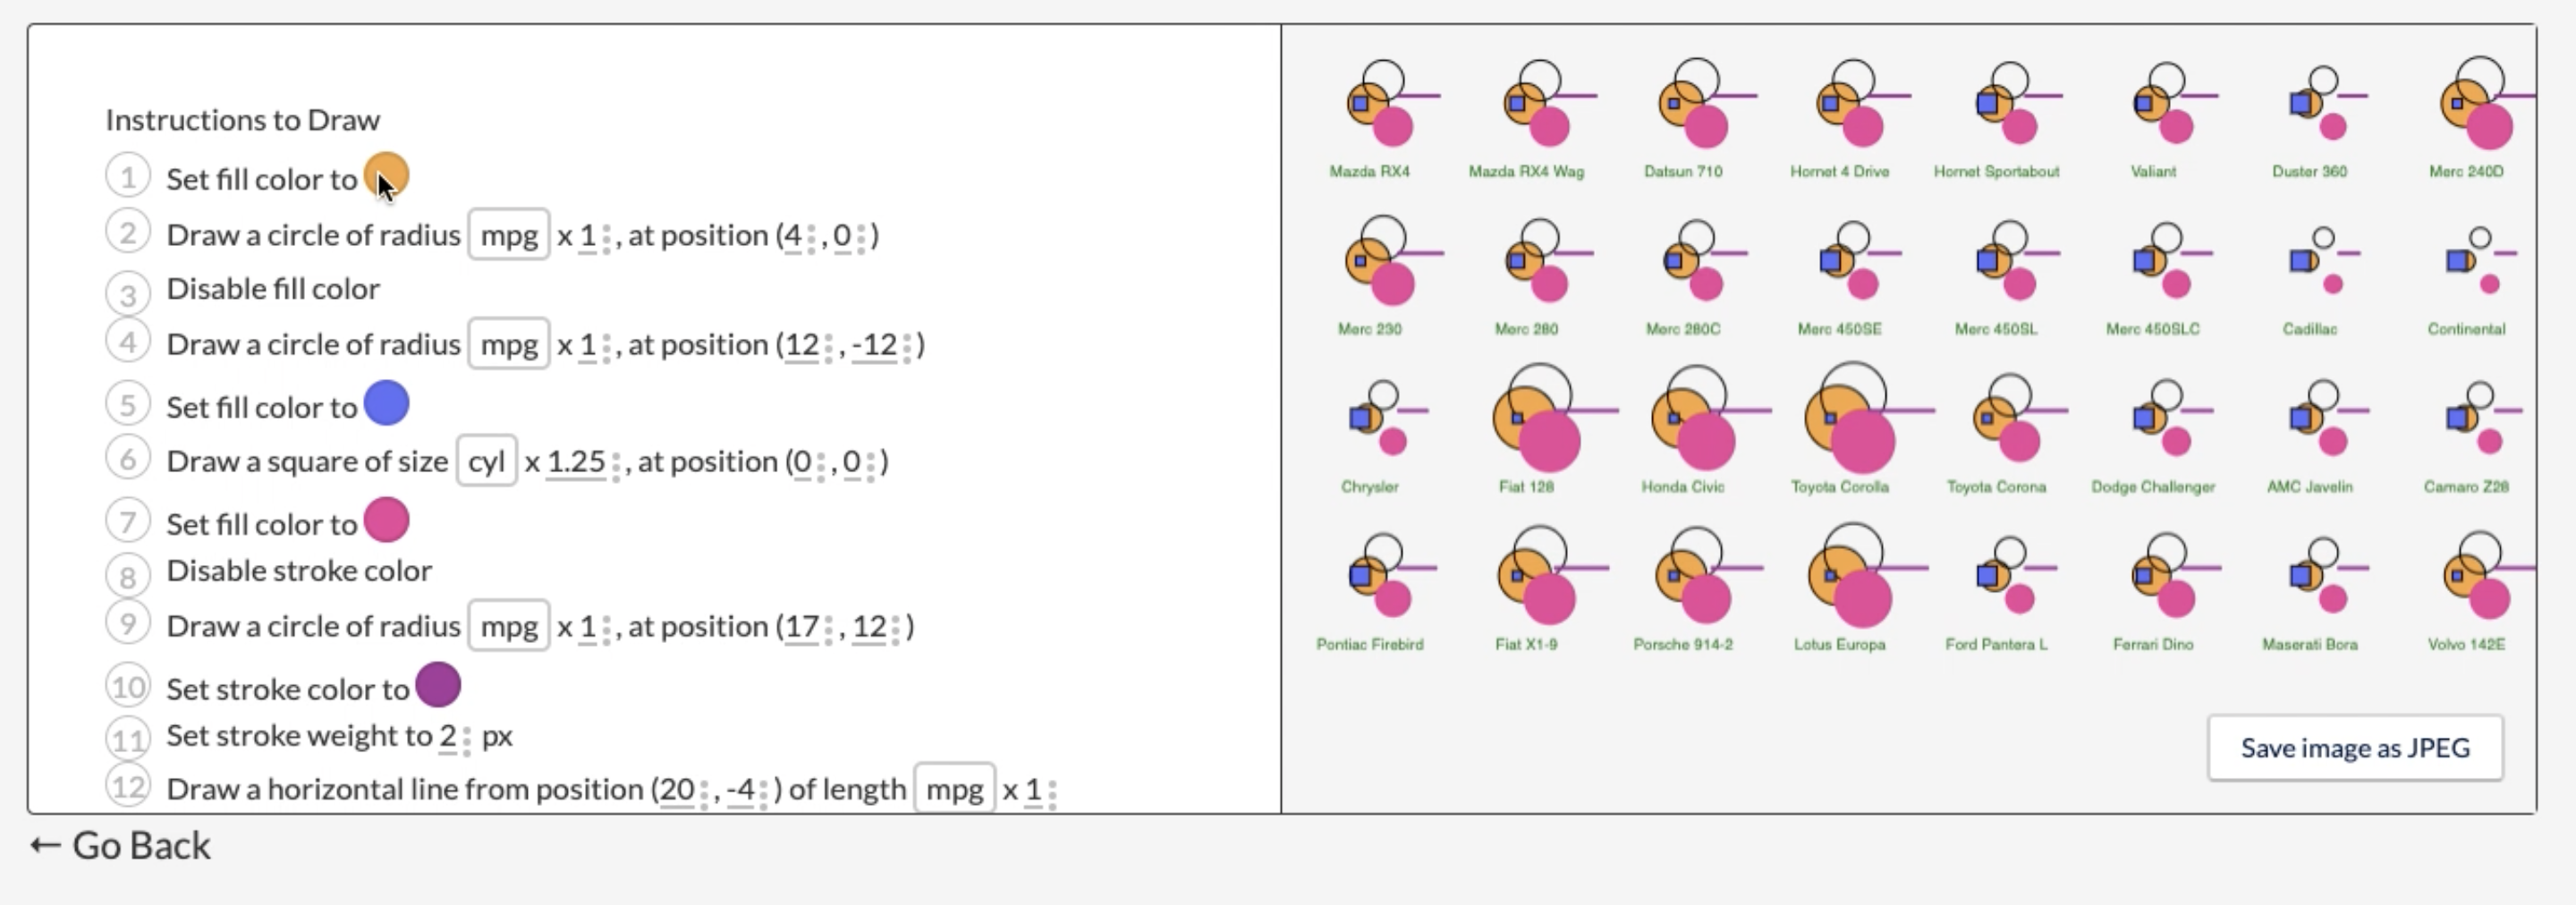 Instructions to Draw
1 Set fill color to
2 Draw a circle of radius mpg x 1 , at position (4 , 0 )
3 Disable fill color
4 Draw a circle of radius mpg x 1 , at position (12 , -12 )
5 Set fill color to
6 Draw a square of size cyl x 1.25 , at position (0 , 0 )
7 Set fill color to
8 Disable stroke color
9 Draw a circle of radius mpg x 1 , at position (17 , 12 )
10 Set stroke color to
11 Set stroke weight to 2 px
12 Draw a horizontal line from position (20 , -4 ) of length mpg x 1
← Go Back
Mazda RX4 Mazda RX4 Wag Datsun 710 Hornet 4 Drive Hornet Sportabout Valiant Duster 360 Merc 240D
Merc 230 Merc 280 Merc 280C Merc 450SE Merc 450SL Merc 450SLC Cadillac Continental
Chrysler Fiat 128 Honda Civic Toyota Corolla Toyota Corona Dodge Challenger AMC Javelin Camaro Z28
Pontiac Firebird Fiat X1-9 Porsche 914-2 Lotus Europa Ford Pantera L Ferrari Dino Maserati Bora Volvo 142E
Save image as JPEG